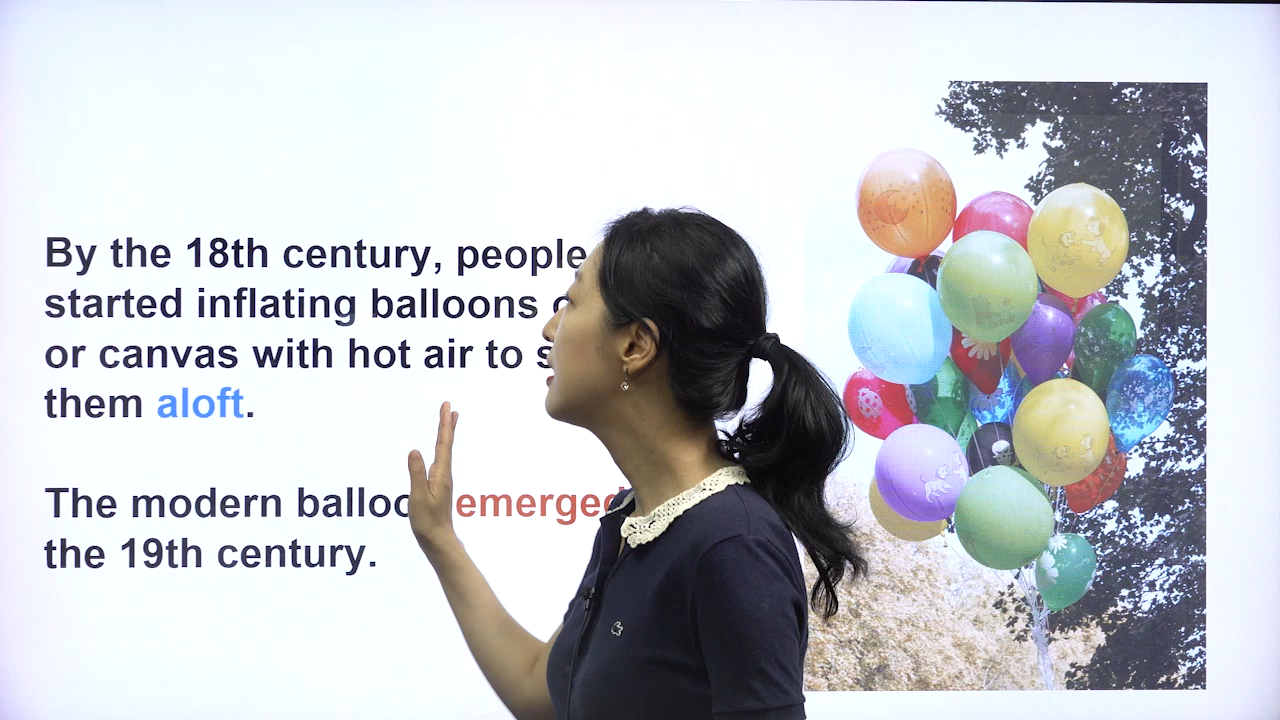 By the 18th century, people
started inflating balloons
or canvas with hot air to
them aloft.
The modern emerged
the 19th century.